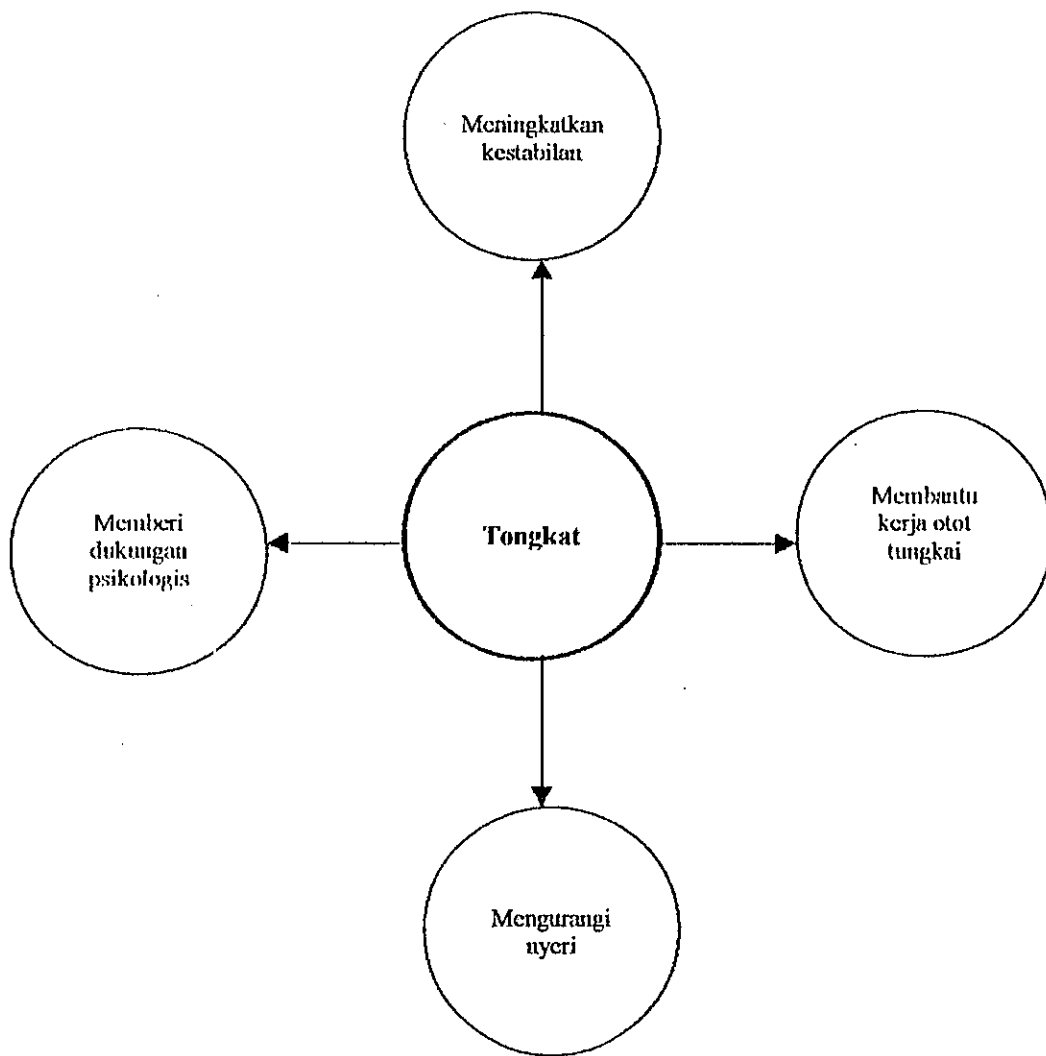 Meningkatkan
kestabilan
Memberi
dukungan
psikologis
Tongkat
Membantu
kerja otot
tungkai
Mengurangi
nyeri